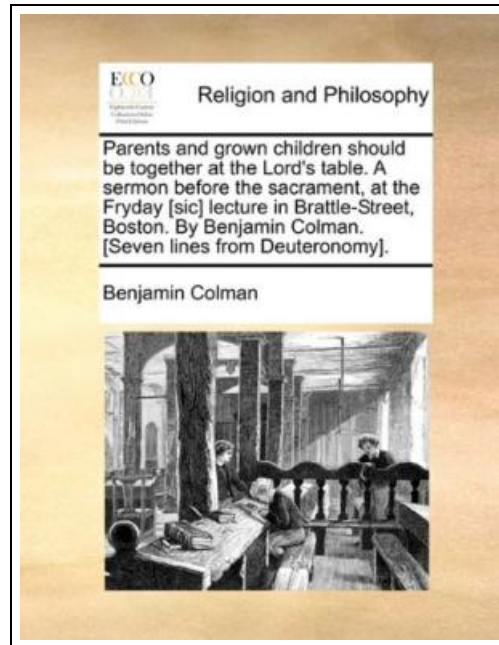 ECCO
Religion and Philosophy
Parents and grown children should
be together at the Lord's table. A
sermon before the sacrament, at the
Fryday [sic] lecture in Brattle-Street,
Boston. By Benjamin Colman.
[Seven lines from Deuteronomy].
Benjamin Colman